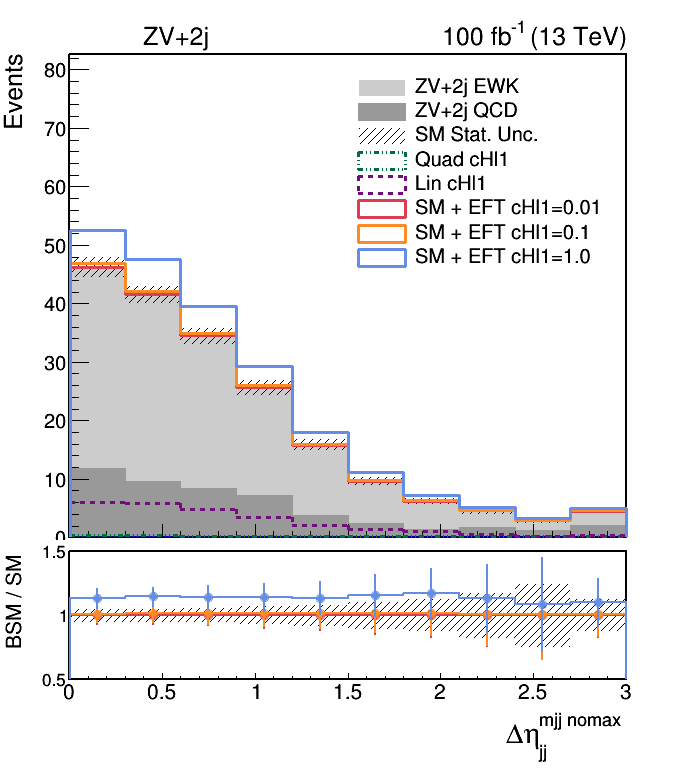 ZV+2j 100 fb-1 (13 TeV)
Events
80
70
60
50
40
30
20
10
0
ZV+2j EWK
ZV+2j QCD
SM Stat. Unc.
Quad cHl1
Lin cHl1
SM + EFT cHl1=0.01
SM + EFT cHl1=0.1
SM + EFT cHl1=1.0
BSM / SM
1.5
1
0.5
0 0.5 1 1.5 2 2.5 3
Δη jj mjj nomax